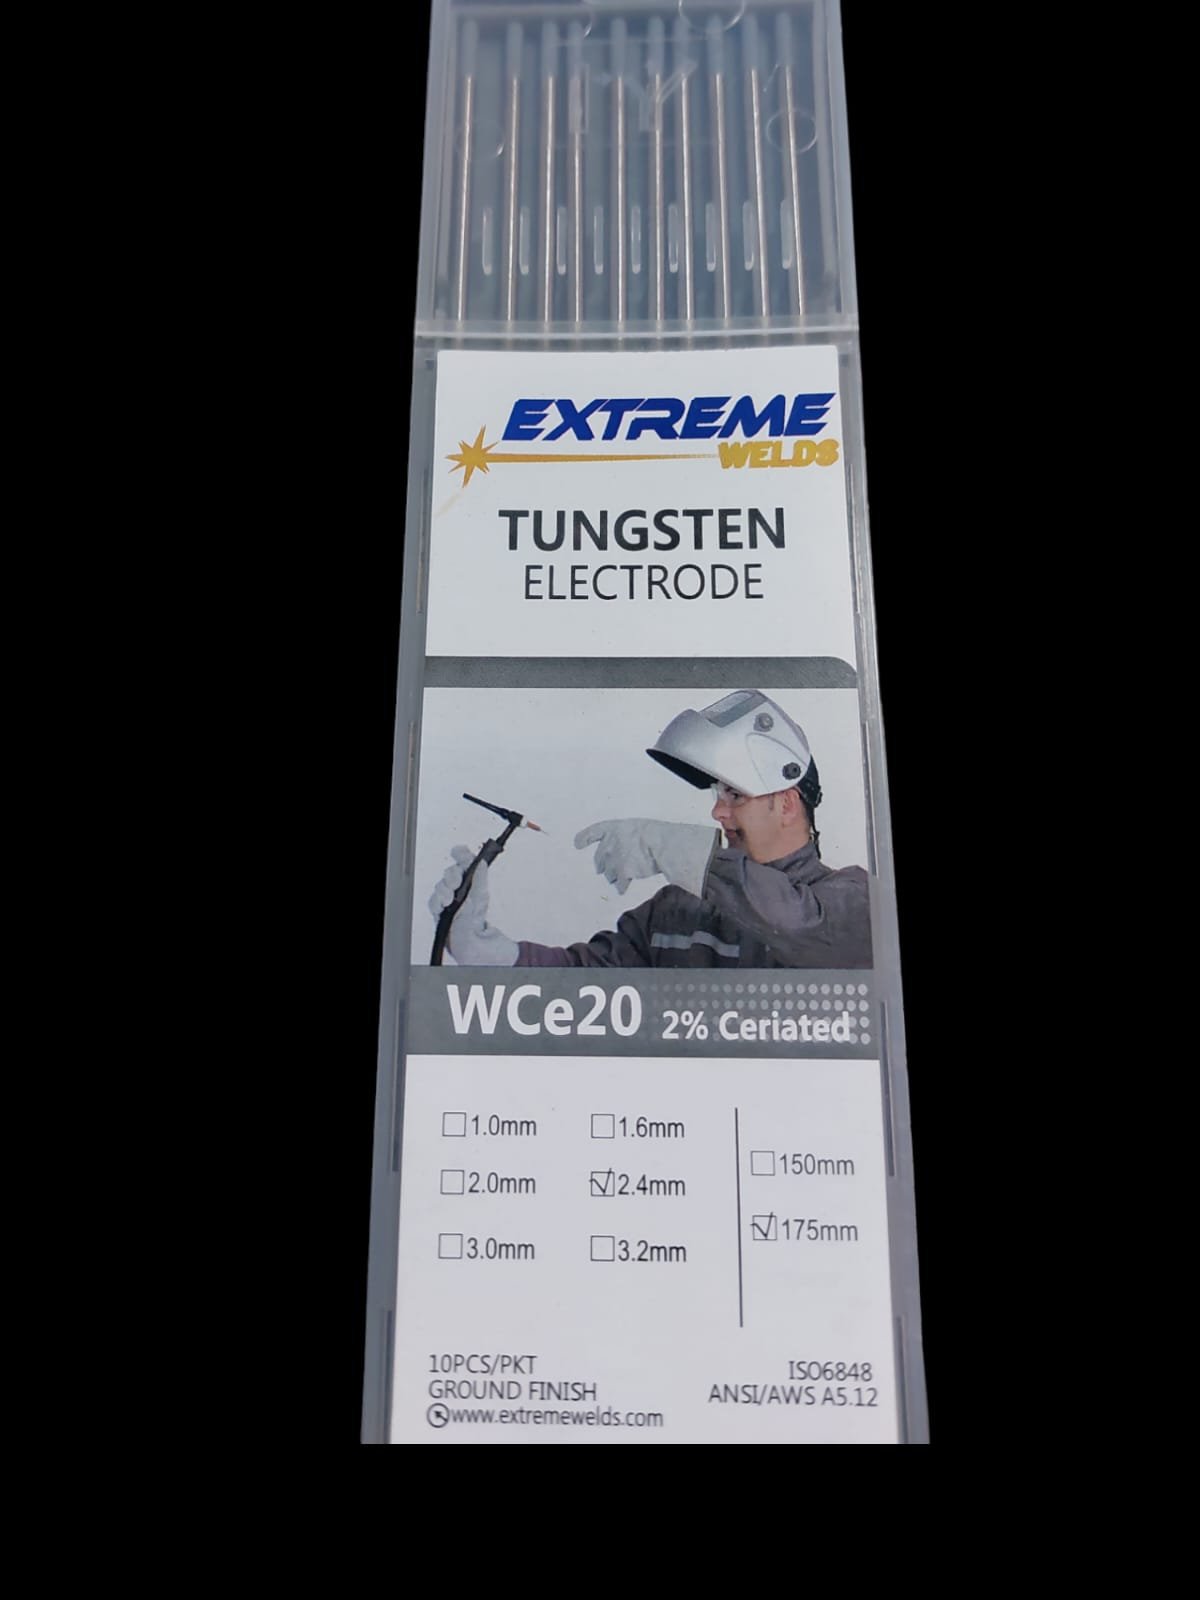 EXTREME
WELDS
TUNGSTEN
ELECTRODE
WCe20 2% Ceriated
1.0mm 1.6mm
150mm
2.0mm 2.4mm
175mm
3.0mm 3.2mm
10PCS/PKT
GROUND FINISH
www.extremewelds.com
ISO6848
ANSI/AWS A5.12